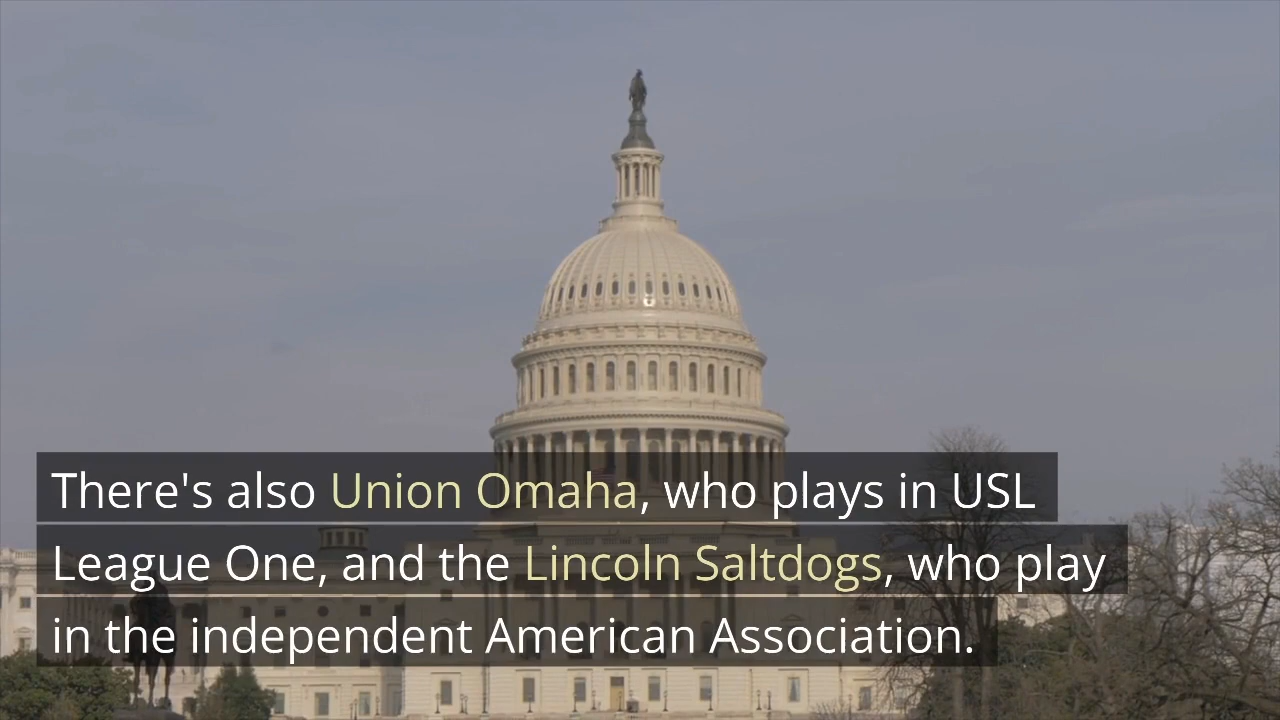 There's also Union Omaha, who plays in USL
League One, and the Lincoln Saltdogs, who play
in the independent American Association.